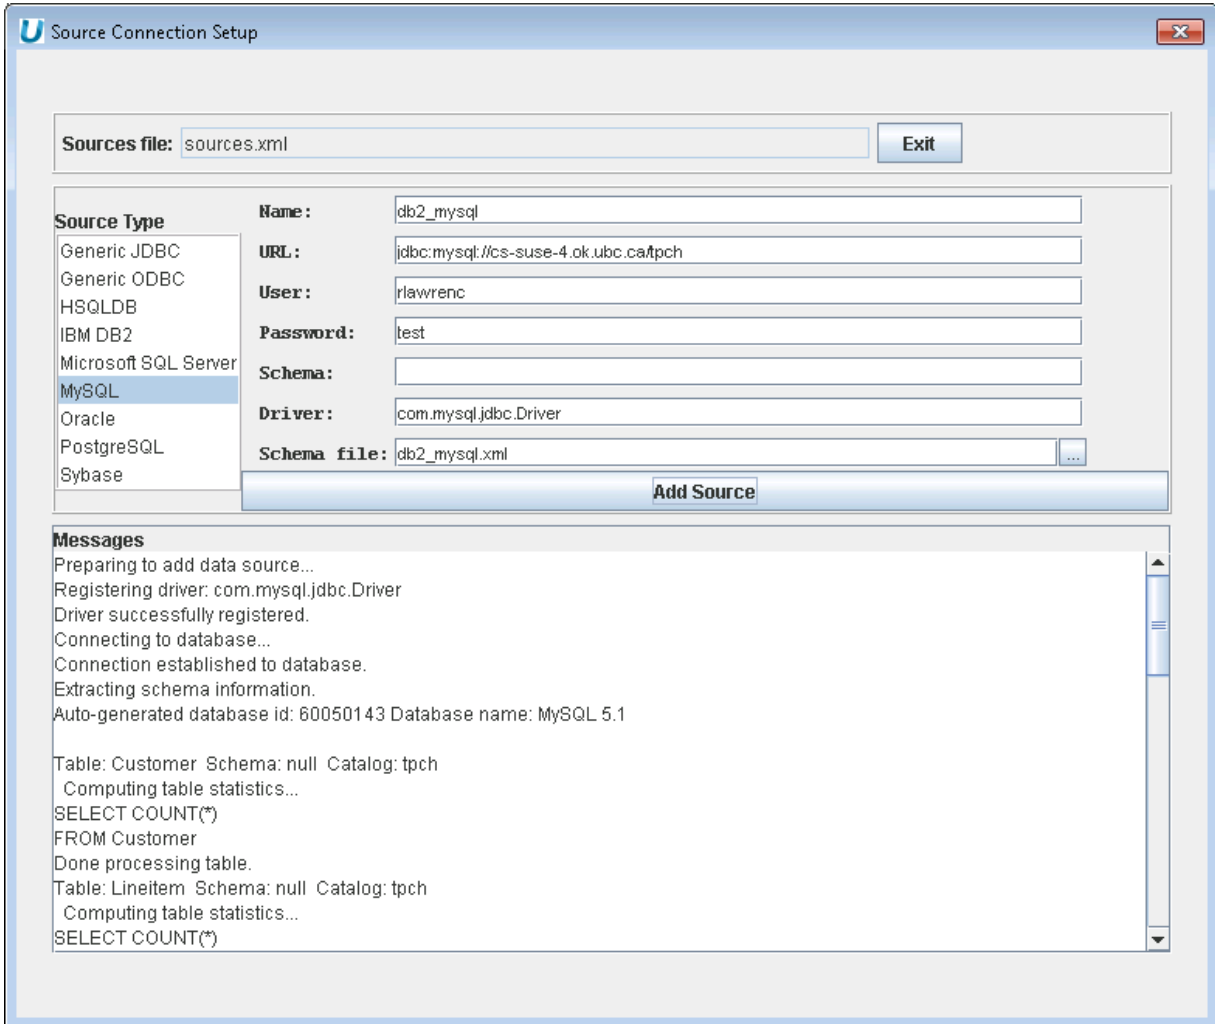 Source Connection Setup
Sources file: sources.xml Exit
Source Type
Generic JDBC
Generic ODBC
HSQLDB
IBM DB2
Microsoft SQL Server
MySQL
Oracle
PostgreSQL
Sybase
Name: db2_mysql
URL: jdbc:mysql://cs-suse-4.ok.ubc.ca/tpch
User: rlawrenc
Password: test
Schema:
Driver: com.mysql.jdbc.Driver
Schema file: db2_mysql.xml ...
Add Source
Messages
Preparing to add data source...
Registering driver: com.mysql.jdbc.Driver
Driver successfully registered.
Connecting to database...
Connection established to database.
Extracting schema information.
Auto-generated database id: 60050143 Database name: MySQL 5.1
Table: Customer Schema: null Catalog: tpch
Computing table statistics...
SELECT COUNT(*)
FROM Customer
Done processing table.
Table: Lineitem Schema: null Catalog: tpch
Computing table statistics...
SELECT COUNT(*)